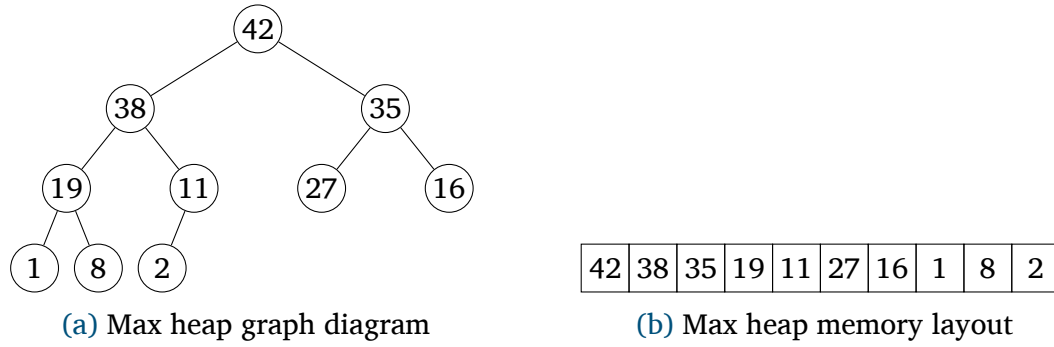 42
38 35
19 11 27 16
1 8 2
42 38 35 19 11 27 16 1 8 2
(a) Max heap graph diagram
(b) Max heap memory layout